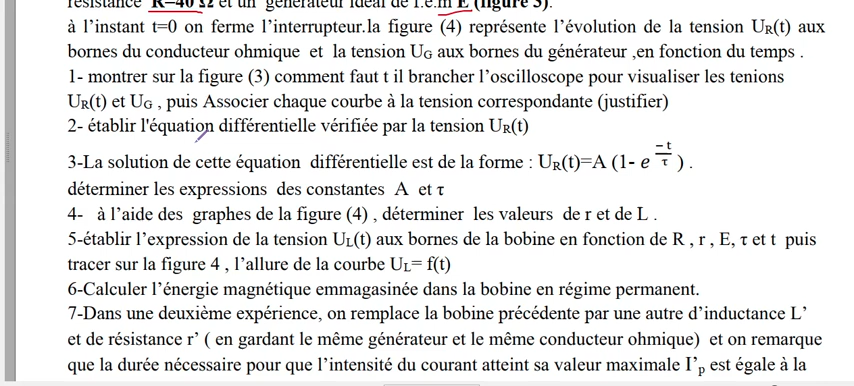 résistance R=40 Ω et un générateur idéal de f.e.m E (figure 3).
à l'instant t=0 on ferme l'interrupteur.la figure (4) représente l'évolution de la tension UR(t) aux
bornes du conducteur ohmique et la tension UG aux bornes du générateur ,en fonction du temps .
1- montrer sur la figure (3) comment faut t il brancher l'oscilloscope pour visualiser les tenions
UR(t) et UG , puis Associer chaque courbe à la tension correspondante (justifier)
2- établir l'équation différentielle vérifiée par la tension UR(t)
3-La solution de cette équation différentielle est de la forme : UR(t)=A (1- e^(-t/τ)) .
déterminer les expressions des constantes A et τ
4- à l'aide des graphes de la figure (4) , déterminer les valeurs de r et de L .
5-établir l'expression de la tension UL(t) aux bornes de la bobine en fonction de R , r , E, τ et t puis
tracer sur la figure 4 , l'allure de la courbe UL= f(t)
6-Calculer l'énergie magnétique emmagasinée dans la bobine en régime permanent.
7-Dans une deuxième expérience, on remplace la bobine précédente par une autre d'inductance L'
et de résistance r' ( en gardant le même générateur et le même conducteur ohmique) et on remarque
que la durée nécessaire pour que l'intensité du courant atteint sa valeur maximale I'p est égale à la